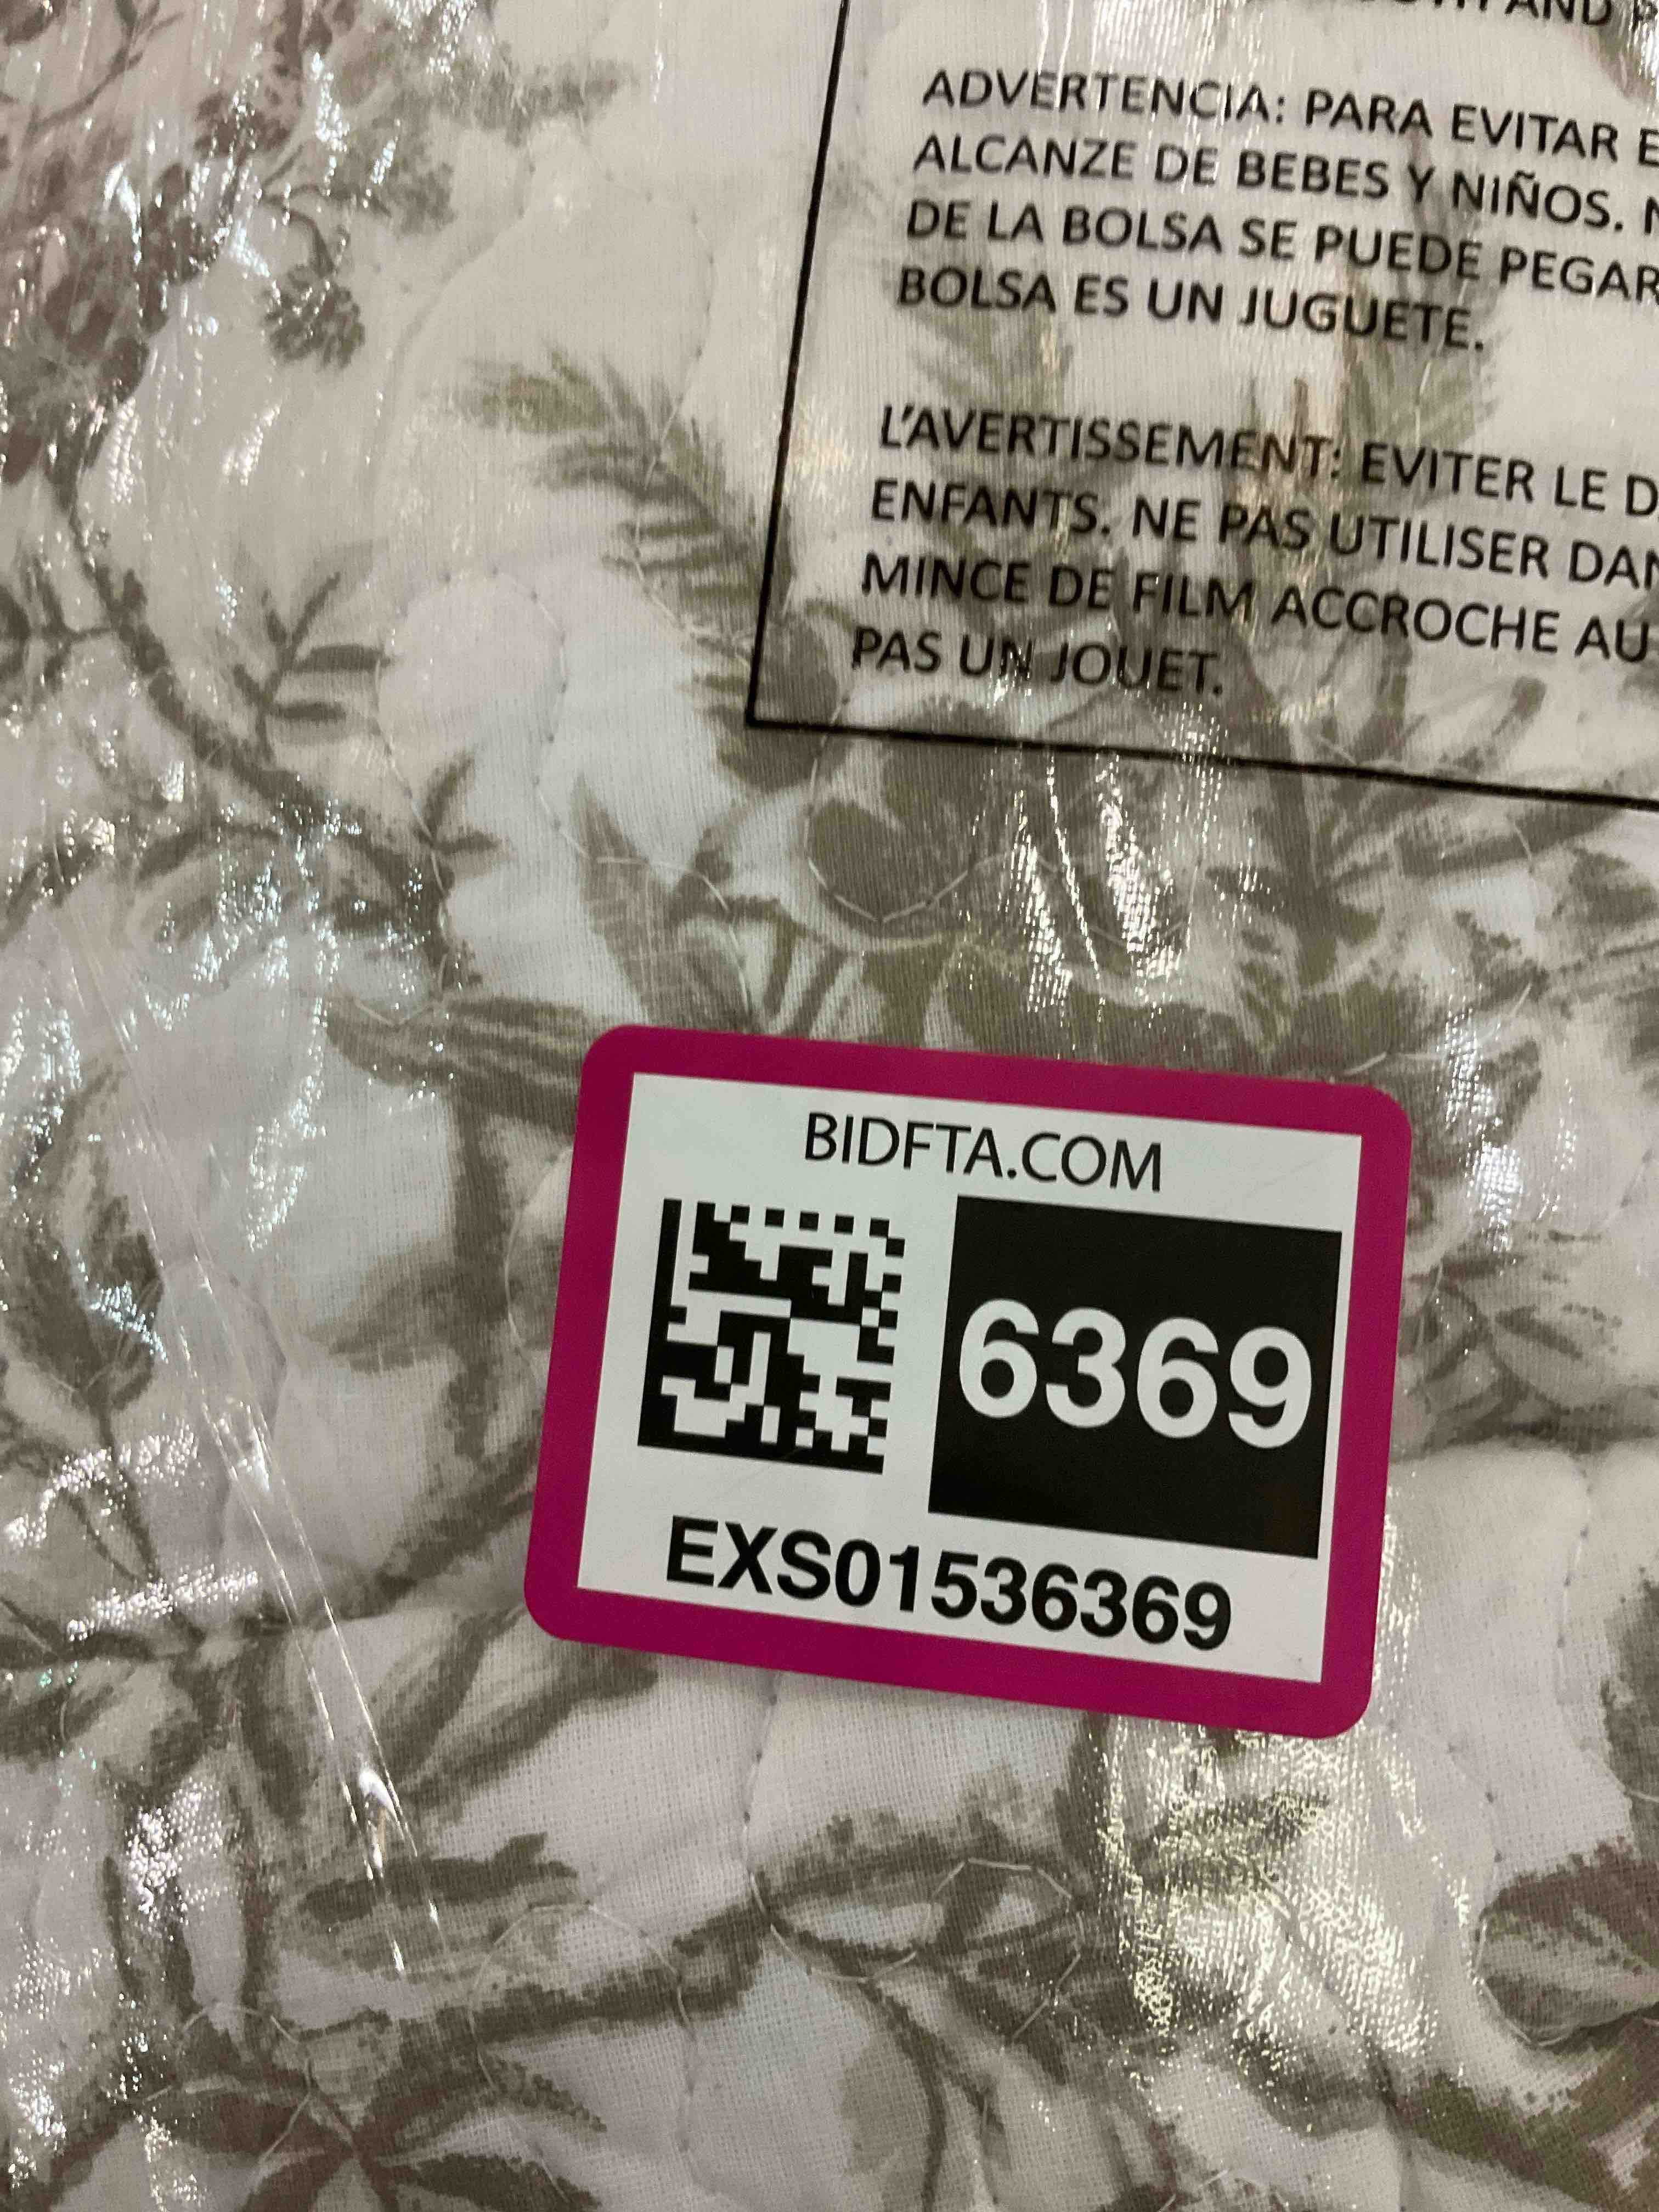 AND
ADVERTENCIA: PARA EVITAR
ALCANZE DE BEBES Y NIÑOS.
DE LA BOLSA SE PUEDE PEGAR
BOLSA ES UN JUGUETE.
L'AVERTISSEMENT: EVITER LE
ENFANTS. NE PAS UTILISER
MINCE DE FILM ACCROCHE AU
PAS UN JOUET.
BIDFTA.COM
6369
EXS01536369